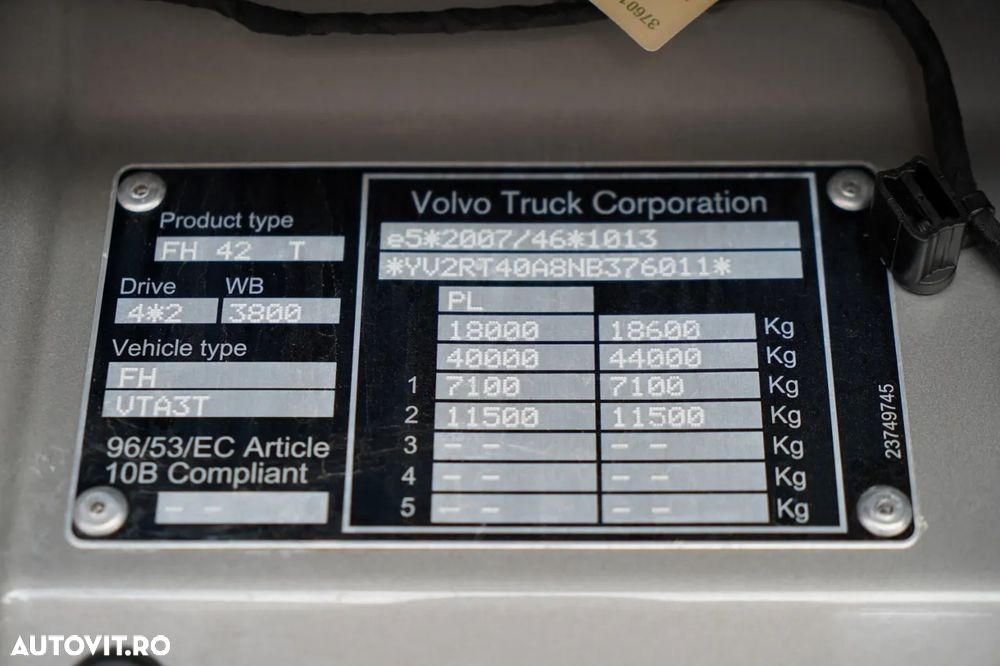 3760
Product type
FH 42 T
Drive WB
4*2 3800
Vehicle type
FH
VTA3T
96/53/EC Article
10B Compliant
- -
Volvo Truck Corporation
e5*2007/46*1013
*YV2RT40A8NB376011*
PL
18000 18600 Kg
40000 44000 Kg
1 7100 7100 Kg
2 11500 11500 Kg
3 - - - - Kg
4 - - - - Kg
5 - - - - Kg
23749745
AUTOVIT.RO